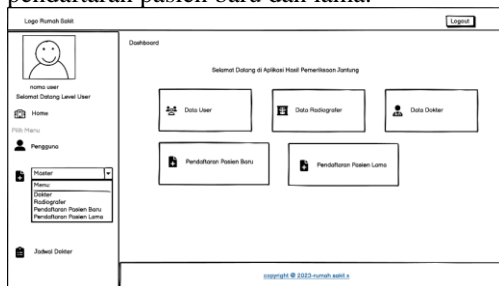 pendaftaran pasien baru dan lama.
Logo Rumah Sakit
Logout
nama user
Selamat Datang Level User
Home
Pilih Menu
Pengguna
Master
Menu
Dokter
Radiografer
Pendaftaran Pasien Baru
Pendaftaran Pasien Lama
Jadwal Dokter
Dashboard
Selamat Datang di Aplikasi Hasil Pemeriksaan Jantung
Data User
Data Radiografer
Data Dokter
Pendaftaran Pasien Baru
Pendaftaran Pasien Lama
copyright @ 2023-rumah sakit x